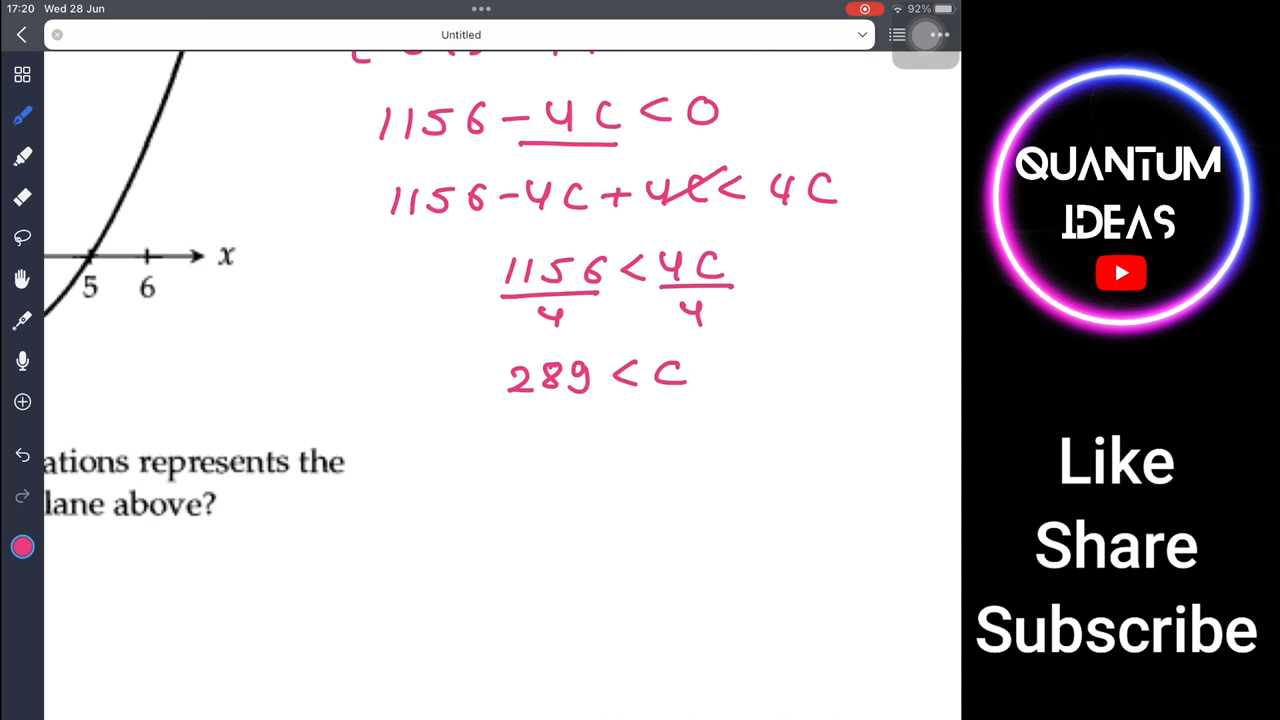 17:20 Wed 28 Jun
92%
Untitled
1156 - 4C < 0
1156 - 4C + 4C < 4C
1156 < 4C
4 4
289 < C
x
5 6
ations represents the
lane above?
QUANTUM
IDEAS
Like
Share
Subscribe